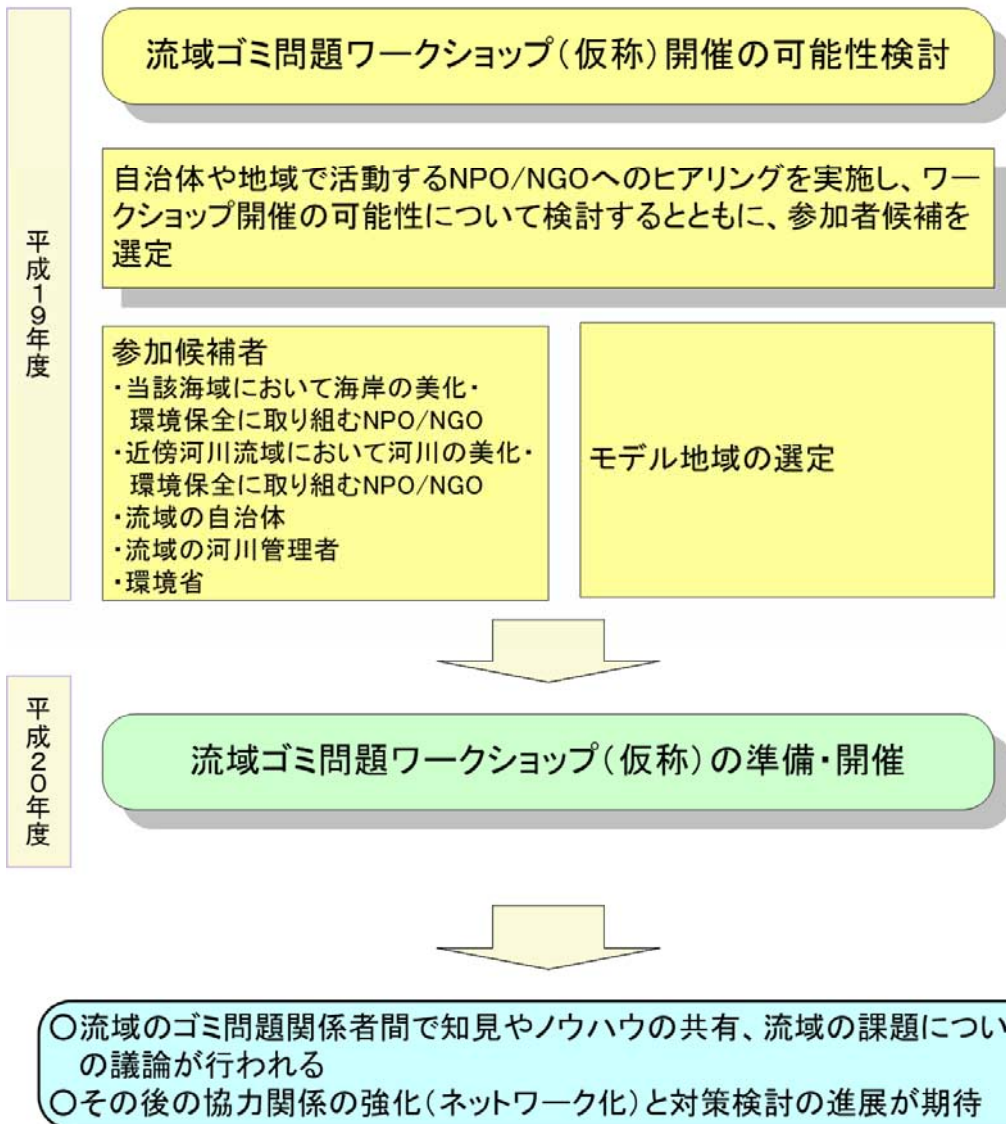 平成19年度
流域ゴミ問題ワークショップ(仮称)開催の可能性検討
自治体や地域で活動するNPO/NGOへのヒアリングを実施し、ワー
クショップ開催の可能性について検討するとともに、参加者候補を
選定
参加候補者
・当該海域において海岸の美化・
環境保全に取り組むNPO/NGO
・近傍河川流域において河川の美化・
環境保全に取り組むNPO/NGO
・流域の自治体
・流域の河川管理者
・環境省
モデル地域の選定
平成20年度
流域ゴミ問題ワークショップ(仮称)の準備・開催
○流域のゴミ問題関係者間で知見やノウハウの共有、流域の課題につい
の議論が行われる
○その後の協力関係の強化(ネットワーク化)と対策検討の進展が期待